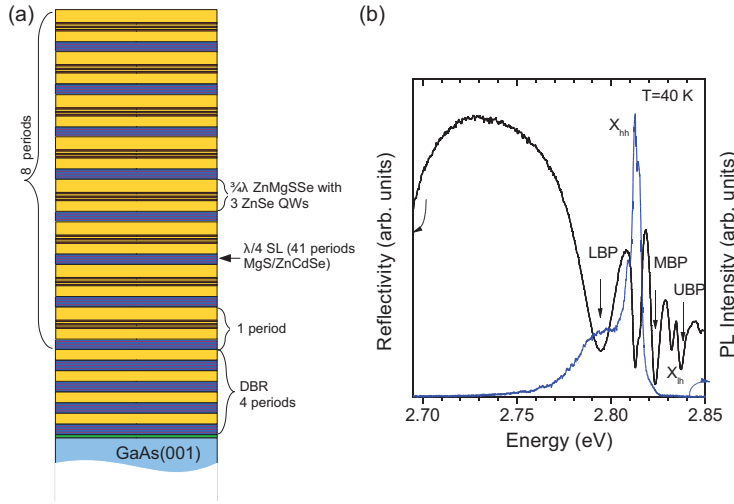 (a)
8 periods
¾λ ZnMgSSe with
3 ZnSe QWs
λ/4 SL (41 periods
MgS/ZnCdSe)
1 period
DBR
4 periods
GaAs(001)
(b)
T=40 K
Xhh
LBP
MBP
UBP
Xlh
Reflectivity (arb. units)
PL Intensity (arb. units)
2.70
2.75
2.80
2.85
Energy (eV)